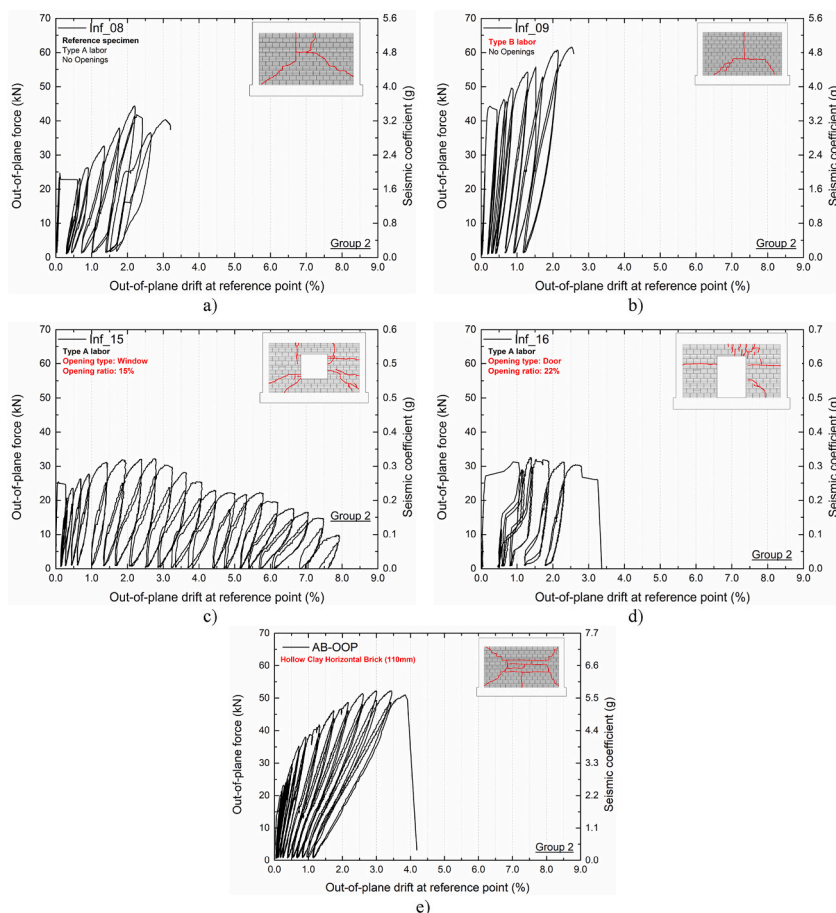 Inf_08
Reference specimen
Type A labor
No Openings
Out-of-plane force (kN)
70
60
50
40
30
20
10
0
Seismic coefficient (g)
5.6
4.8
4.0
3.2
2.4
1.6
0.8
0.0
Group 2
0.0 1.0 2.0 3.0 4.0 5.0 6.0 7.0 8.0 9.0
Out-of-plane drift at reference point (%)
a)
Inf_09
Type B labor
No Openings
Out-of-plane force (kN)
70
60
50
40
30
20
10
0
Seismic coefficient (g)
5.6
4.8
4.0
3.2
2.4
1.6
0.8
0.0
Group 2
0.0 1.0 2.0 3.0 4.0 5.0 6.0 7.0 8.0 9.0
Out-of-plane drift at reference point (%)
b)
Inf_15
Type A labor
Opening type: Window
Opening ratio: 15%
Out-of-plane force (kN)
70
60
50
40
30
20
10
0
Seismic coefficient (g)
0.6
0.5
0.5
0.4
0.3
0.2
0.1
0.0
Group 2
0.0 1.0 2.0 3.0 4.0 5.0 6.0 7.0 8.0 9.0
Out-of-plane drift at reference point (%)
c)
Inf_16
Type A labor
Opening type: Door
Opening ratio: 22%
Out-of-plane force (kN)
70
60
50
40
30
20
10
0
Seismic coefficient (g)
0.7
0.6
0.5
0.4
0.3
0.2
0.1
0.0
Group 2
0.0 1.0 2.0 3.0 4.0 5.0 6.0 7.0 8.0 9.0
Out-of-plane drift at reference point (%)
d)
AB-OOP
Hollow Clay Horizontal Brick (110mm)
Out-of-plane force (kN)
70
60
50
40
30
20
10
0
Seismic coefficient (g)
7.7
6.6
5.5
4.4
3.3
2.2
1.1
0.0
Group 2
0.0 1.0 2.0 3.0 4.0 5.0 6.0 7.0 8.0 9.0
Out-of-plane drift at reference point (%)
e)